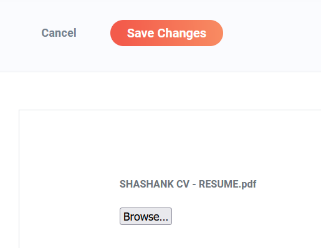 Cancel
Save Changes
SHASHANK CV - RESUME.pdf
Browse...